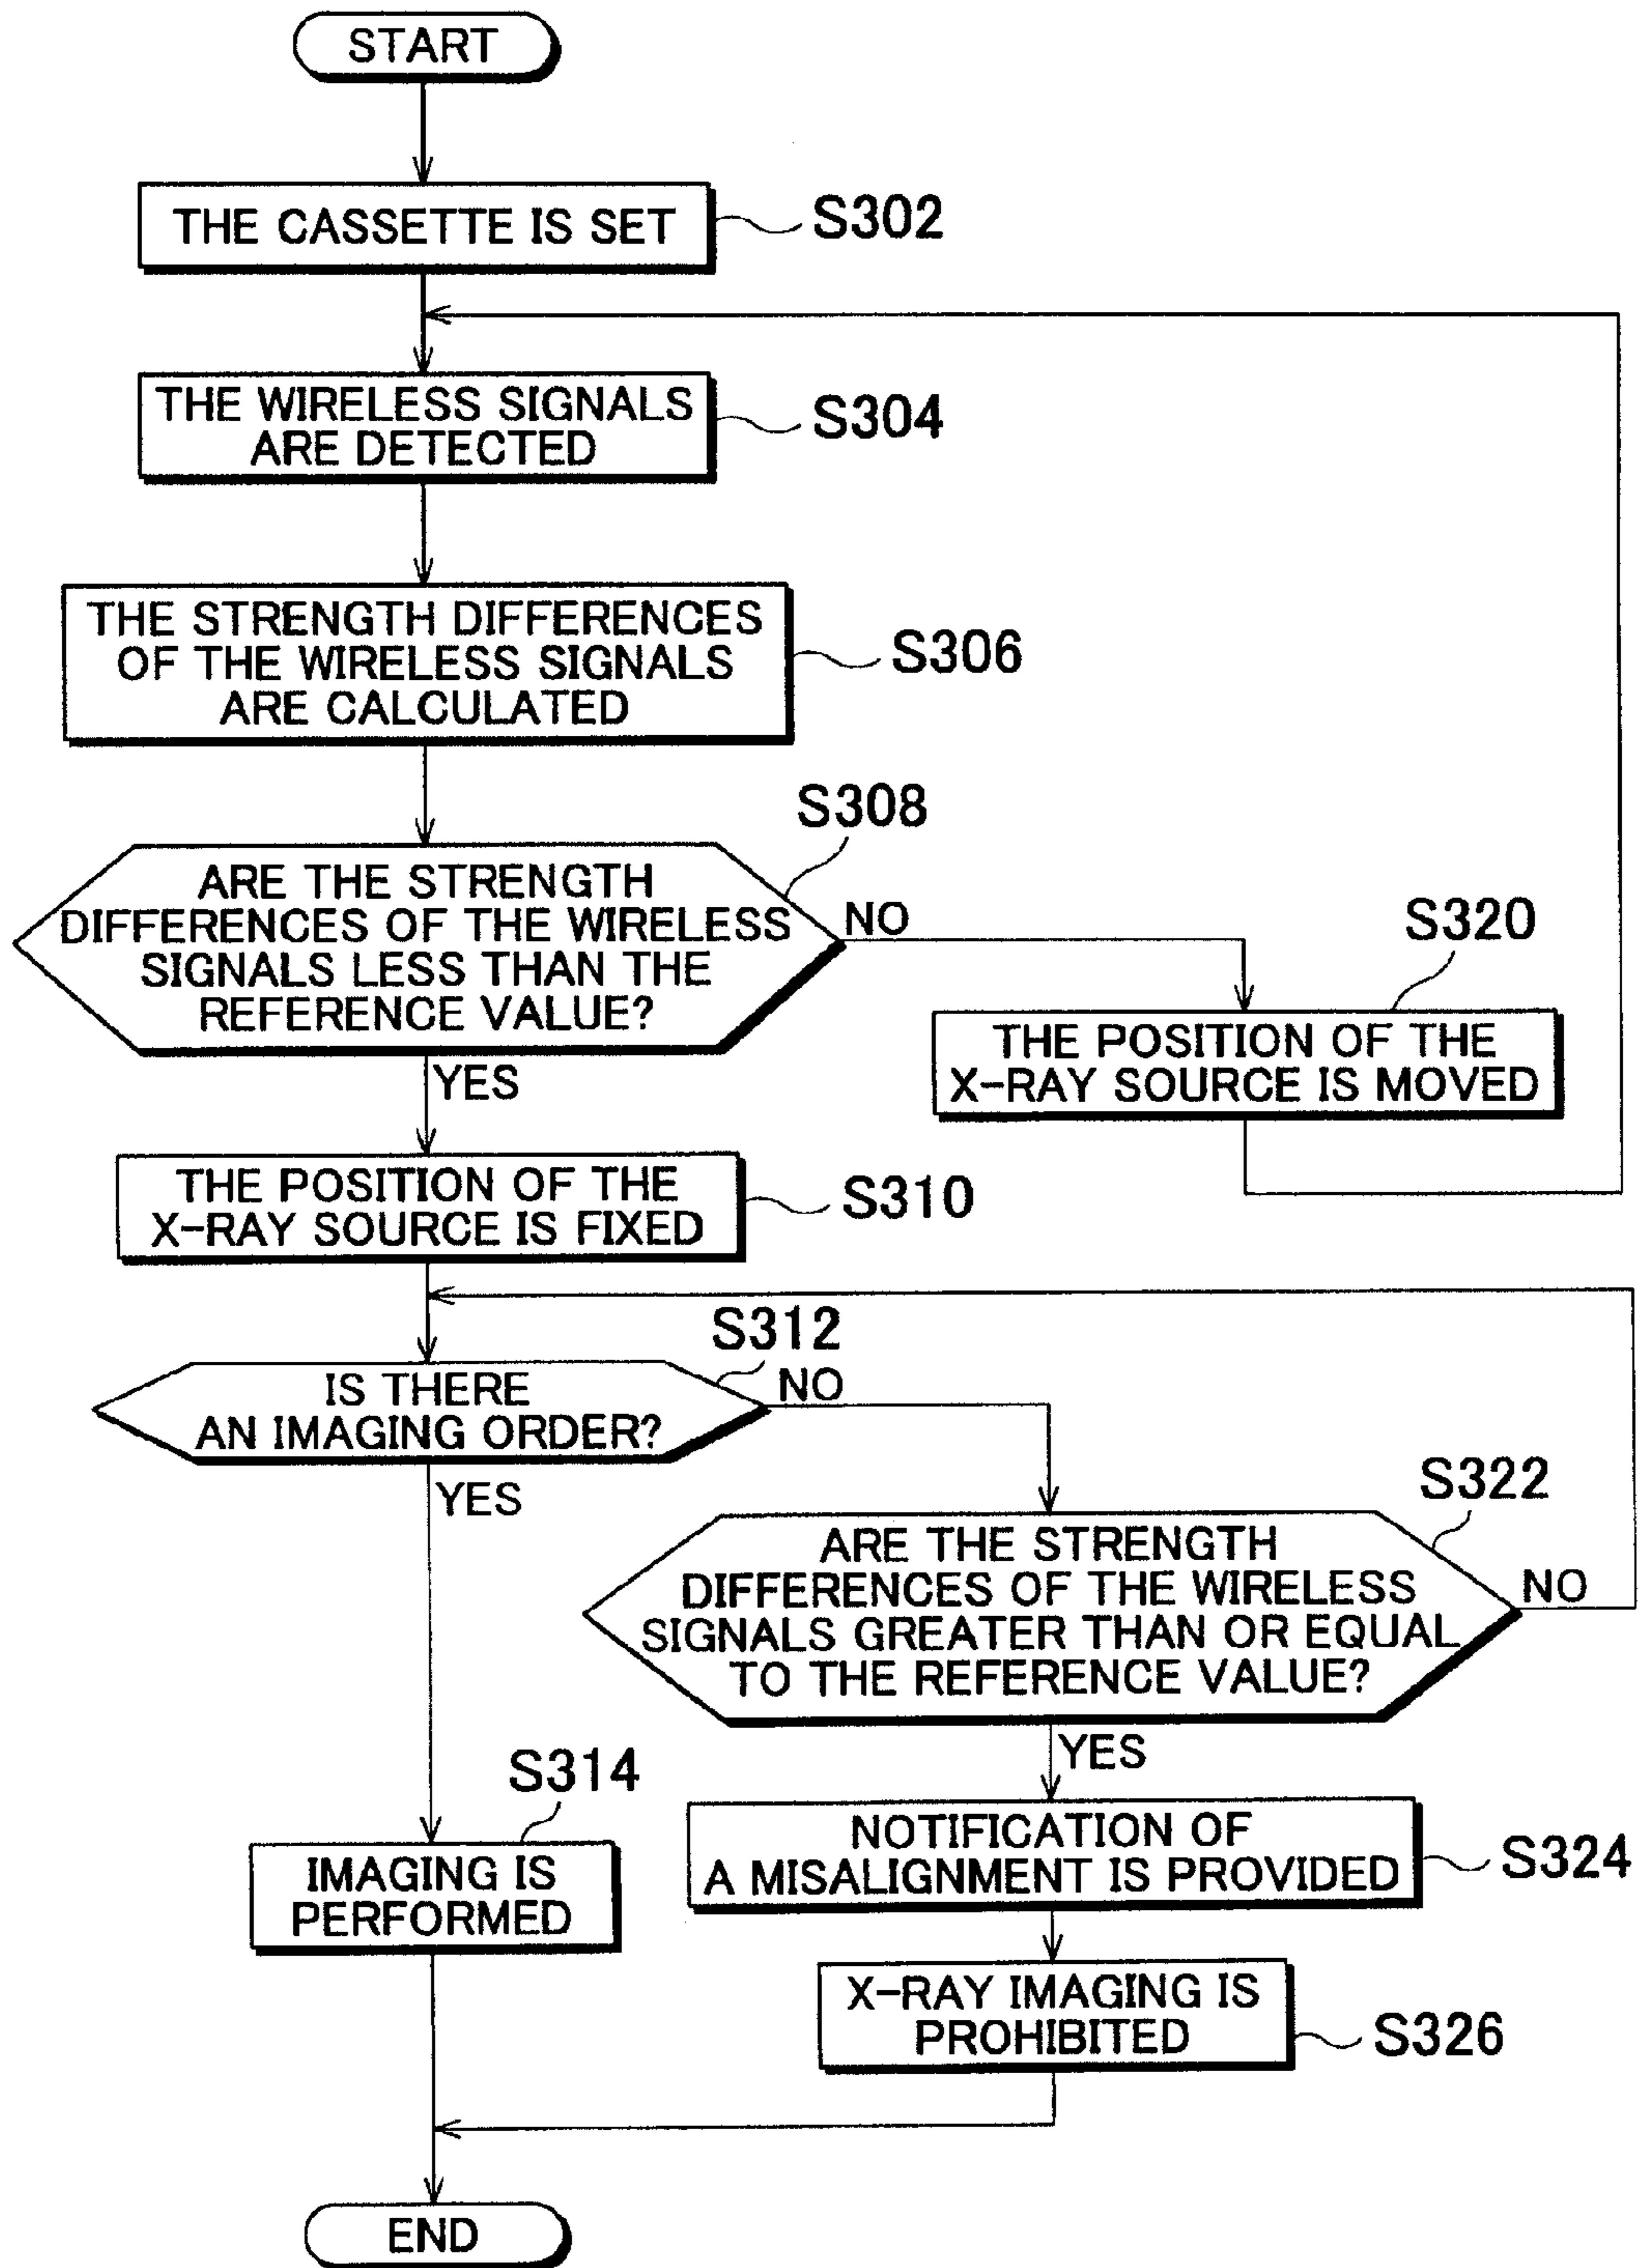 START
THE CASSETTE IS SET
S302
THE WIRELESS SIGNALS
ARE DETECTED
S304
THE STRENGTH DIFFERENCES
OF THE WIRELESS SIGNALS
ARE CALCULATED
S306
S308
ARE THE STRENGTH
DIFFERENCES OF THE WIRELESS
SIGNALS LESS THAN THE
REFERENCE VALUE?
NO
YES
S320
THE POSITION OF THE
X-RAY SOURCE IS MOVED
THE POSITION OF THE
X-RAY SOURCE IS FIXED
S310
S312
IS THERE
AN IMAGING ORDER?
NO
YES
S322
ARE THE STRENGTH
DIFFERENCES OF THE WIRELESS
SIGNALS GREATER THAN OR EQUAL
TO THE REFERENCE VALUE?
NO
YES
S314
IMAGING IS
PERFORMED
NOTIFICATION OF
A MISALIGNMENT IS PROVIDED
S324
X-RAY IMAGING IS
PROHIBITED
S326
END